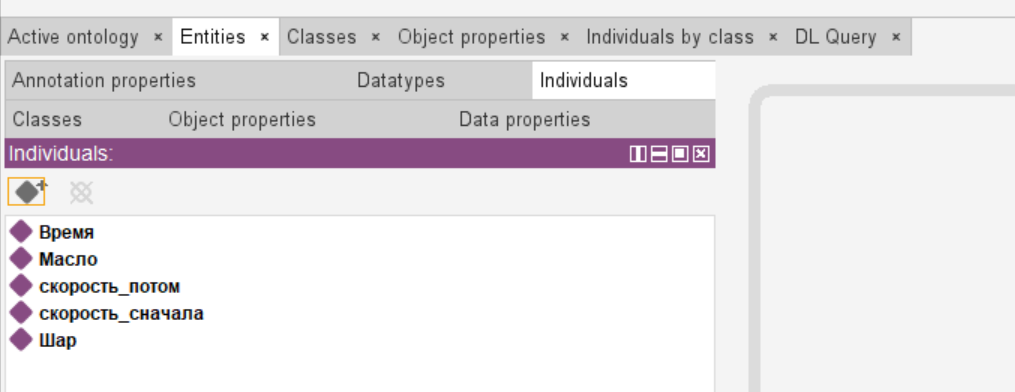 Active ontology × Entities × Classes × Object properties × Individuals by class × DL Query ×
Annotation properties Datatypes Individuals
Classes Object properties Data properties
Individuals:
Время
Масло
скорость_потом
скорость_сначала
Шар